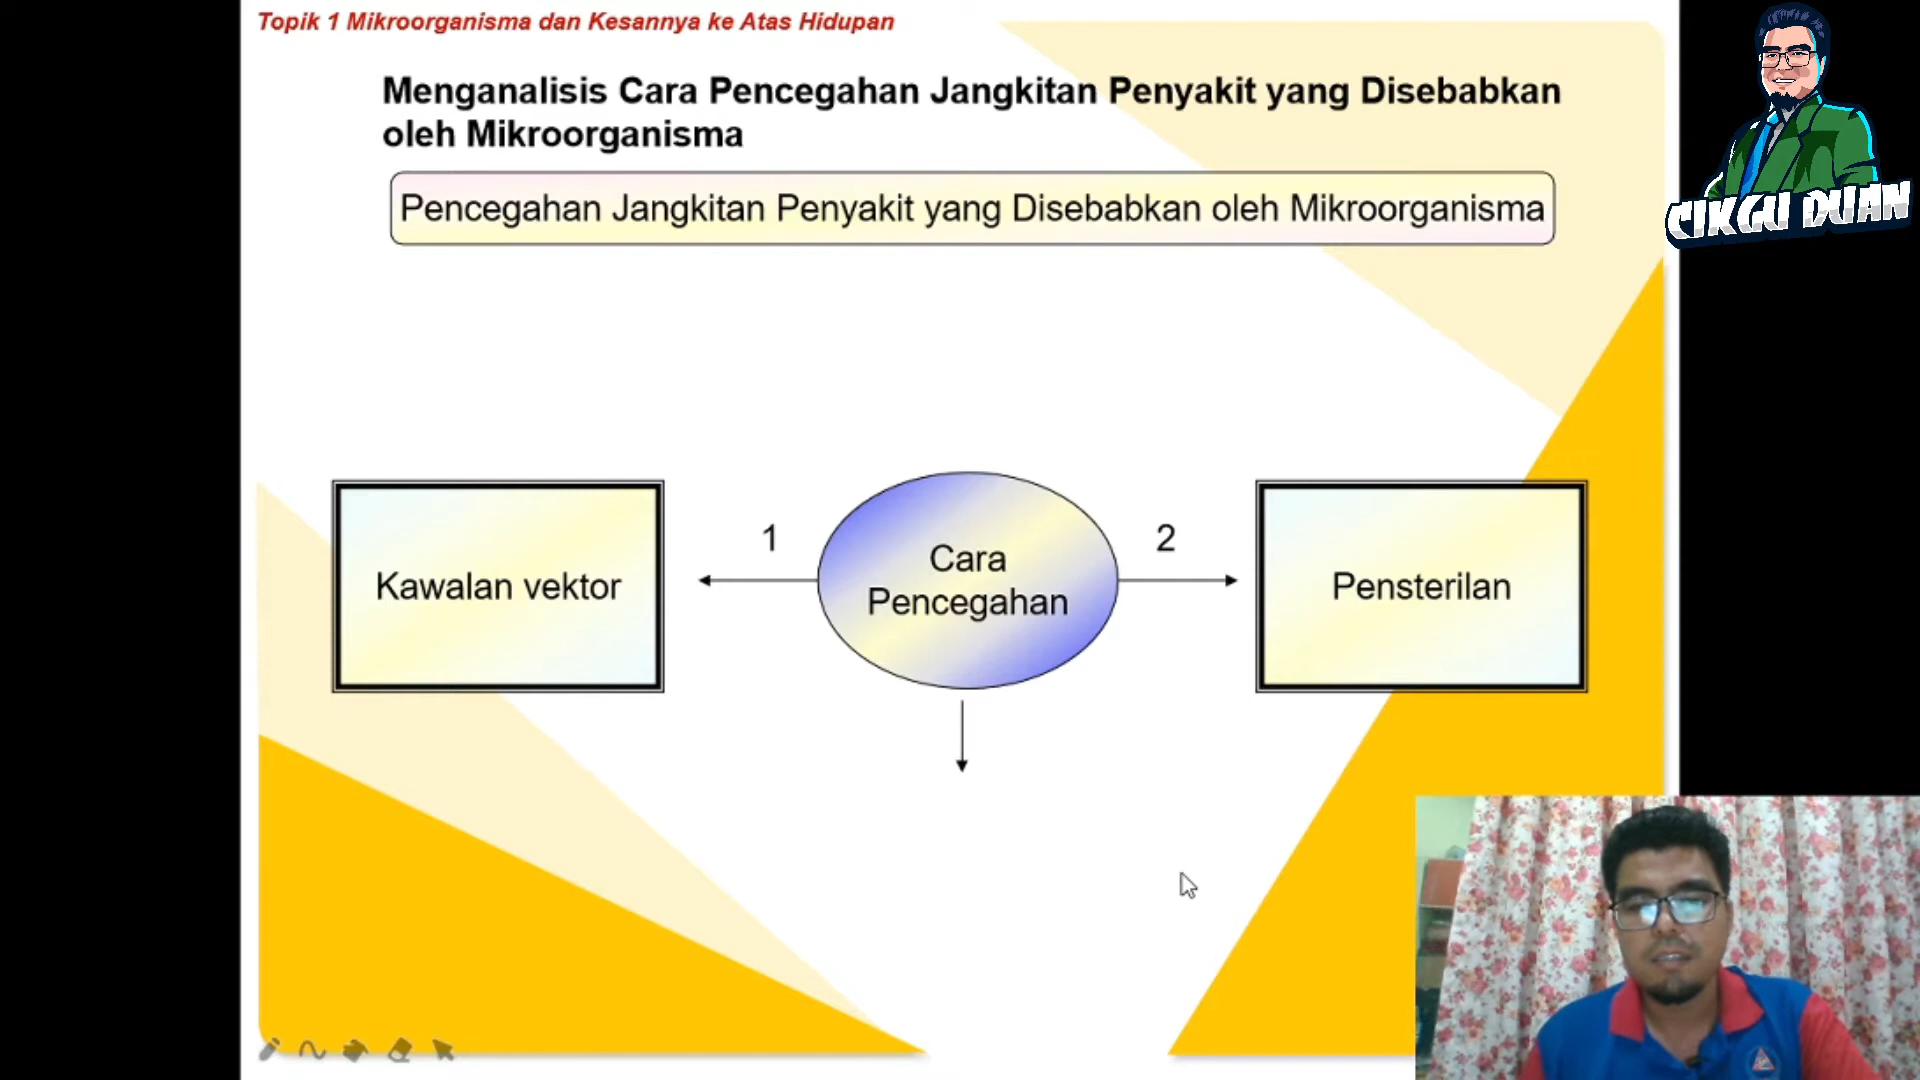 Topik 1 Mikroorganisma dan Kesannya ke Atas Hidupan
Menganalisis Cara Pencegahan Jangkitan Penyakit yang Disebabkan
oleh Mikroorganisma
Pencegahan Jangkitan Penyakit yang Disebabkan oleh Mikroorganisma
CIKGU DUAN
1
2
Kawalan vektor
Cara
Pencegahan
Pensterilan